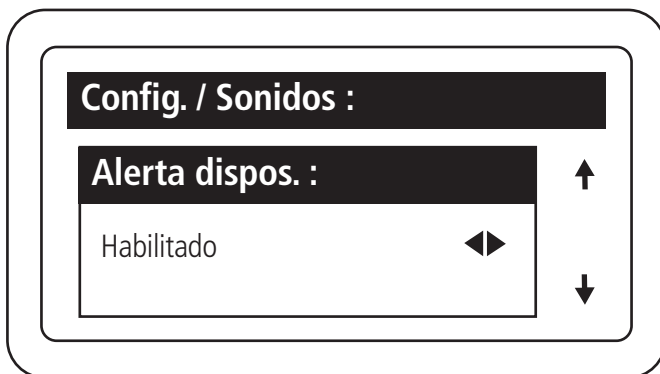 Config. / Sonidos :
Alerta dispos. :
Habilitado